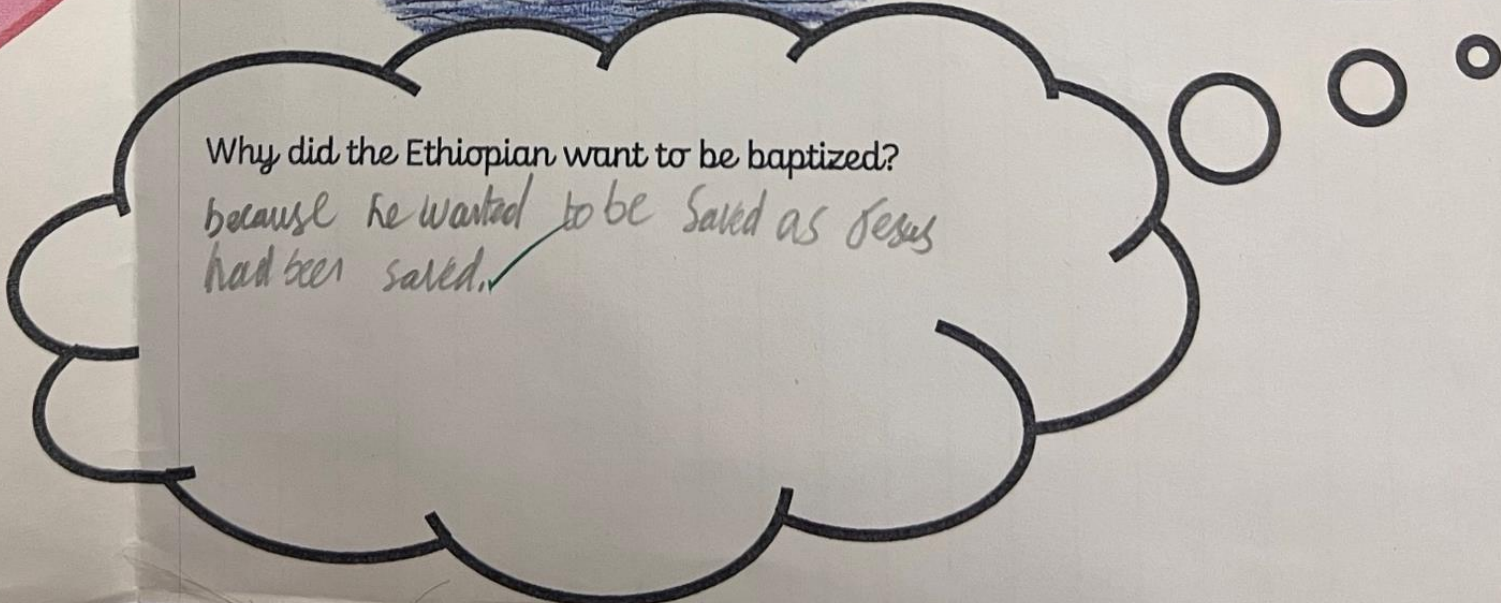 Why did the Ethiopian want to be baptized?
because he wanted to be saved as Jesus
had been saved.